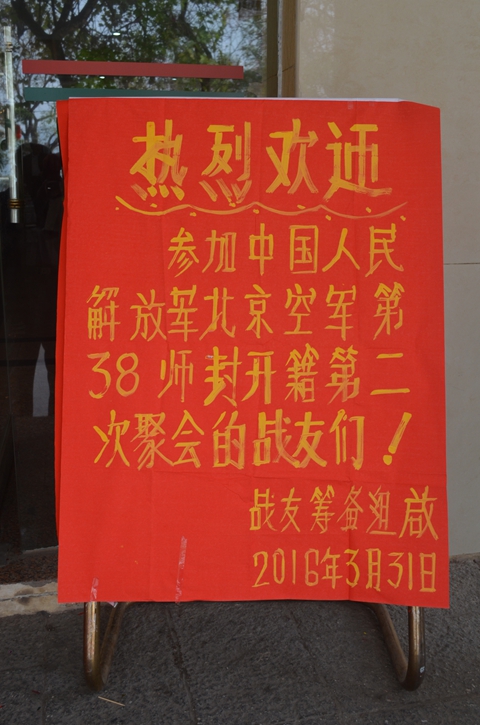 热烈欢迎
参加中国人民
解放军北京空军第
38师封开籍第二
次聚会的战友们！
战友筹备组啟
2016年3月31日